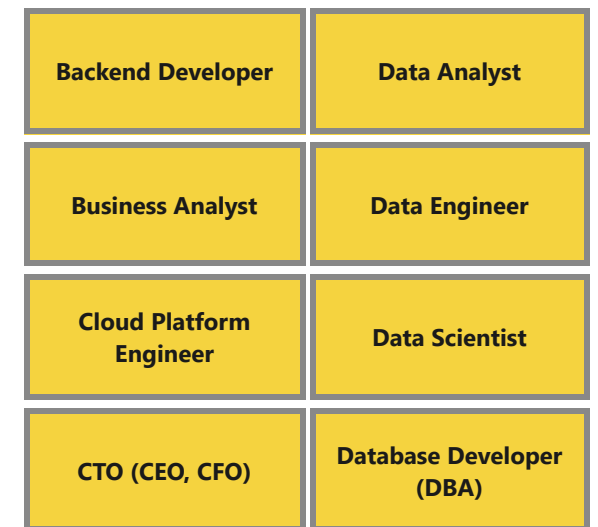 Backend Developer
Data Analyst
Business Analyst
Data Engineer
Cloud Platform
Engineer
Data Scientist
CTO (CEO, CFO)
Database Developer
(DBA)